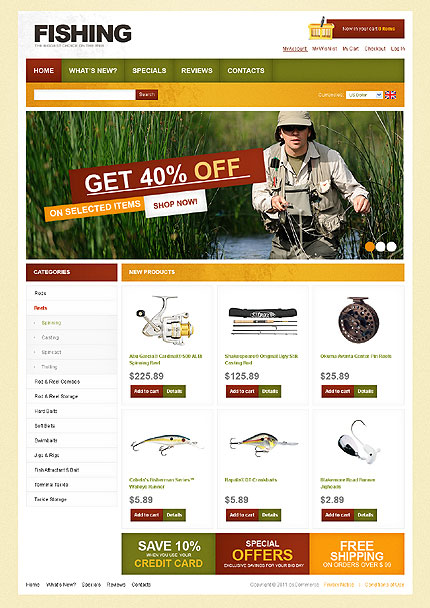 FISHING
THE BIGGEST CHOICE ON THE WEB
Now in your cart 0 items
My Account My Wishlist My Cart Checkout Log In
HOME WHAT'S NEW? SPECIALS REVIEWS CONTACTS
Search
Currencies: US Dollar
GET 40% OFF
ON SELECTED ITEMS SHOP NOW!
CATEGORIES
Rods
Reels
Spinning
Casting
Spincast
Trolling
Rod & Reel Combos
Rod & Reel Storage
Hard Baits
Soft Baits
Swimbaits
Jigs & Rigs
Fish Attractant & Bait
Terminal Tackle
Tackle Storage
NEW PRODUCTS
Abu Garcia® Cardinal®
Spinning Reel
$225.89
Add to cart Details
Shakespeare® Original Ugly Stik
Casting Rod
$125.89
Add to cart Details
Okuma Aventa Center Pin Reels
$25.89
Add to cart Details
Cabela's Fisherman Series™
Walleye Runner
$5.89
Add to cart Details
Rapala® DT Crankbaits
$5.89
Add to cart Details
Blakemore Road Runner
Jigheads
$2.89
Add to cart Details
SAVE 10%
WHEN YOU USE YOUR
CREDIT CARD
SPECIAL
OFFERS
EXCLUSIVE SAVINGS FOR YOUR BIG DAY
FREE
SHIPPING
ON ORDERS OVER $ 99
Home What's New? Specials Reviews Contacts
Copyright © 2011 osCommerce Privacy Notice | Conditions of Use